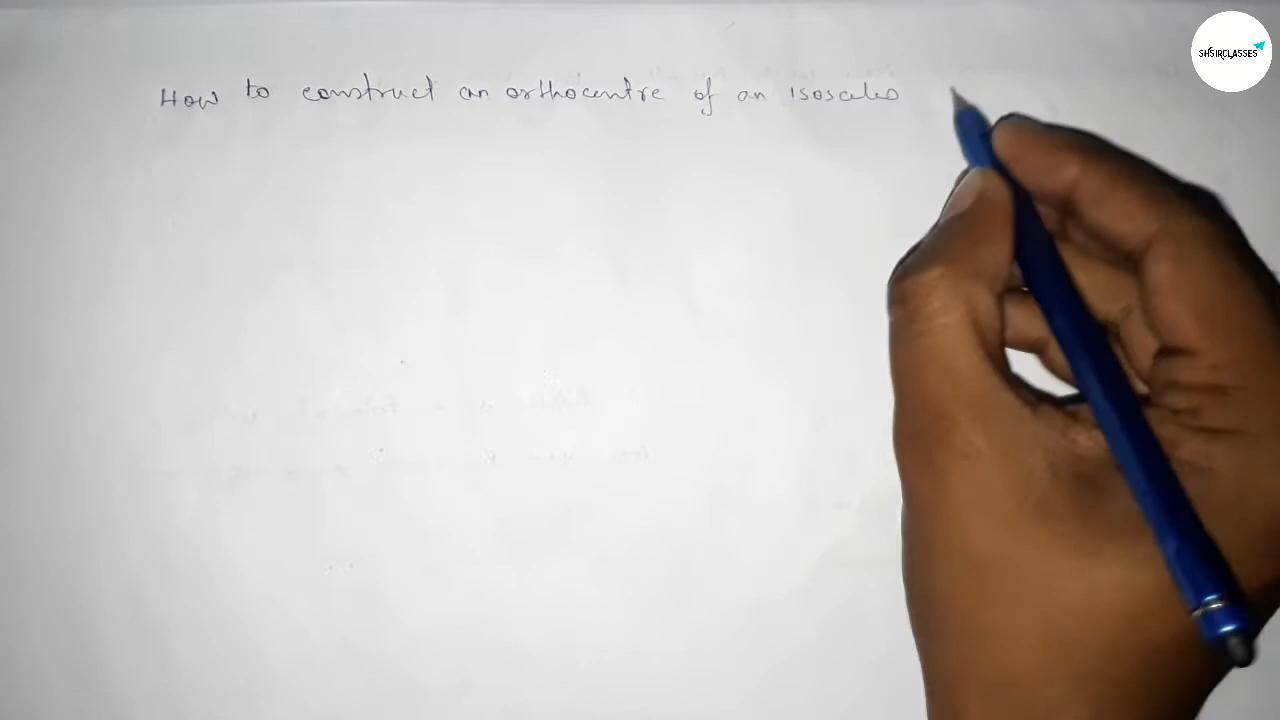 SHSIRCLASSES
How to construct an orthocentre of an isosceles